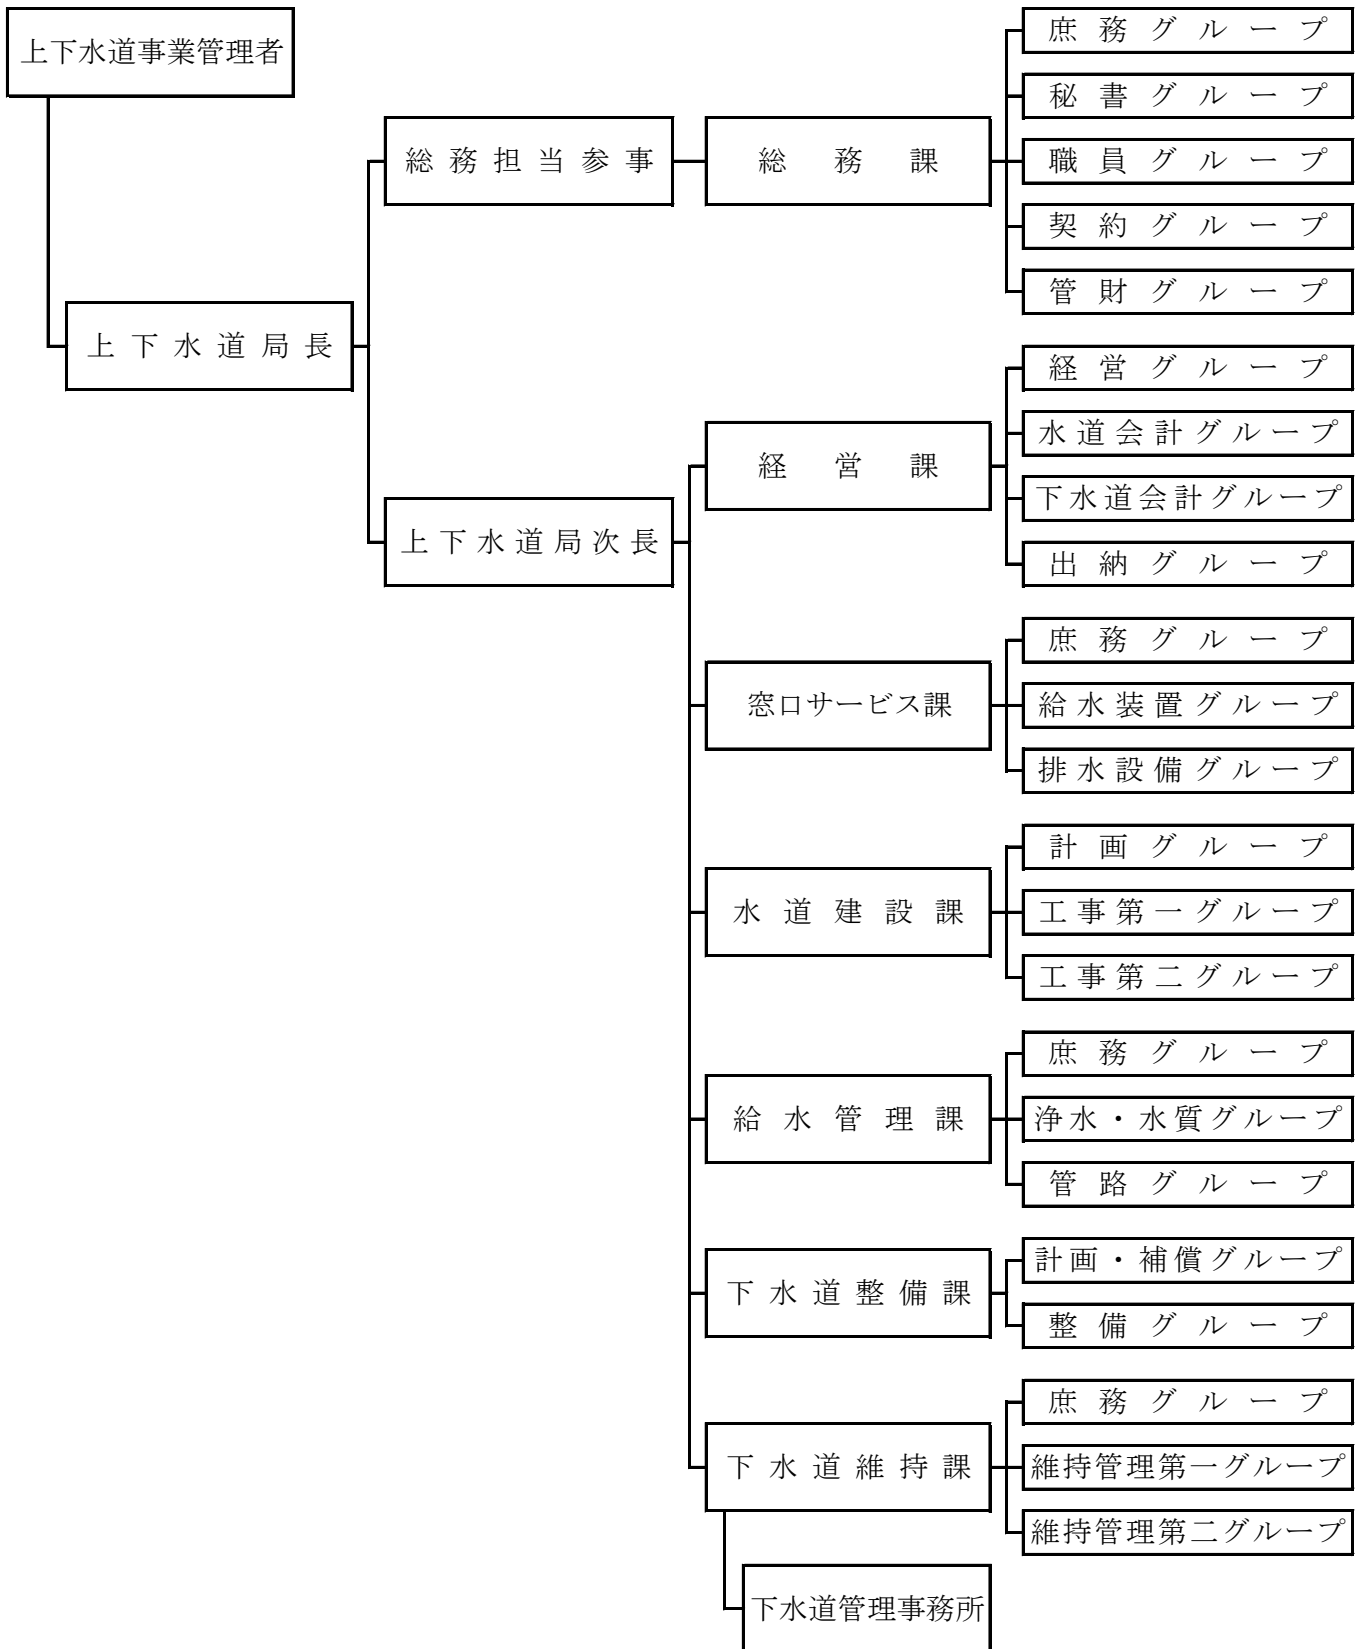 上下水道事業管理者
上下水道局長
総務担当参事
総務課
庶務グループ
秘書グループ
職員グループ
契約グループ
管財グループ
上下水道局次長
経営課
経営グループ
水道会計グループ
下水道会計グループ
出納グループ
窓口サービス課
庶務グループ
給水装置グループ
排水設備グループ
水道建設課
計画グループ
工事第一グループ
工事第二グループ
給水管理課
庶務グループ
浄水・水質グループ
管路グループ
下水道整備課
計画・補償グループ
整備グループ
下水道維持課
庶務グループ
維持管理第一グループ
維持管理第二グループ
下水道管理事務所